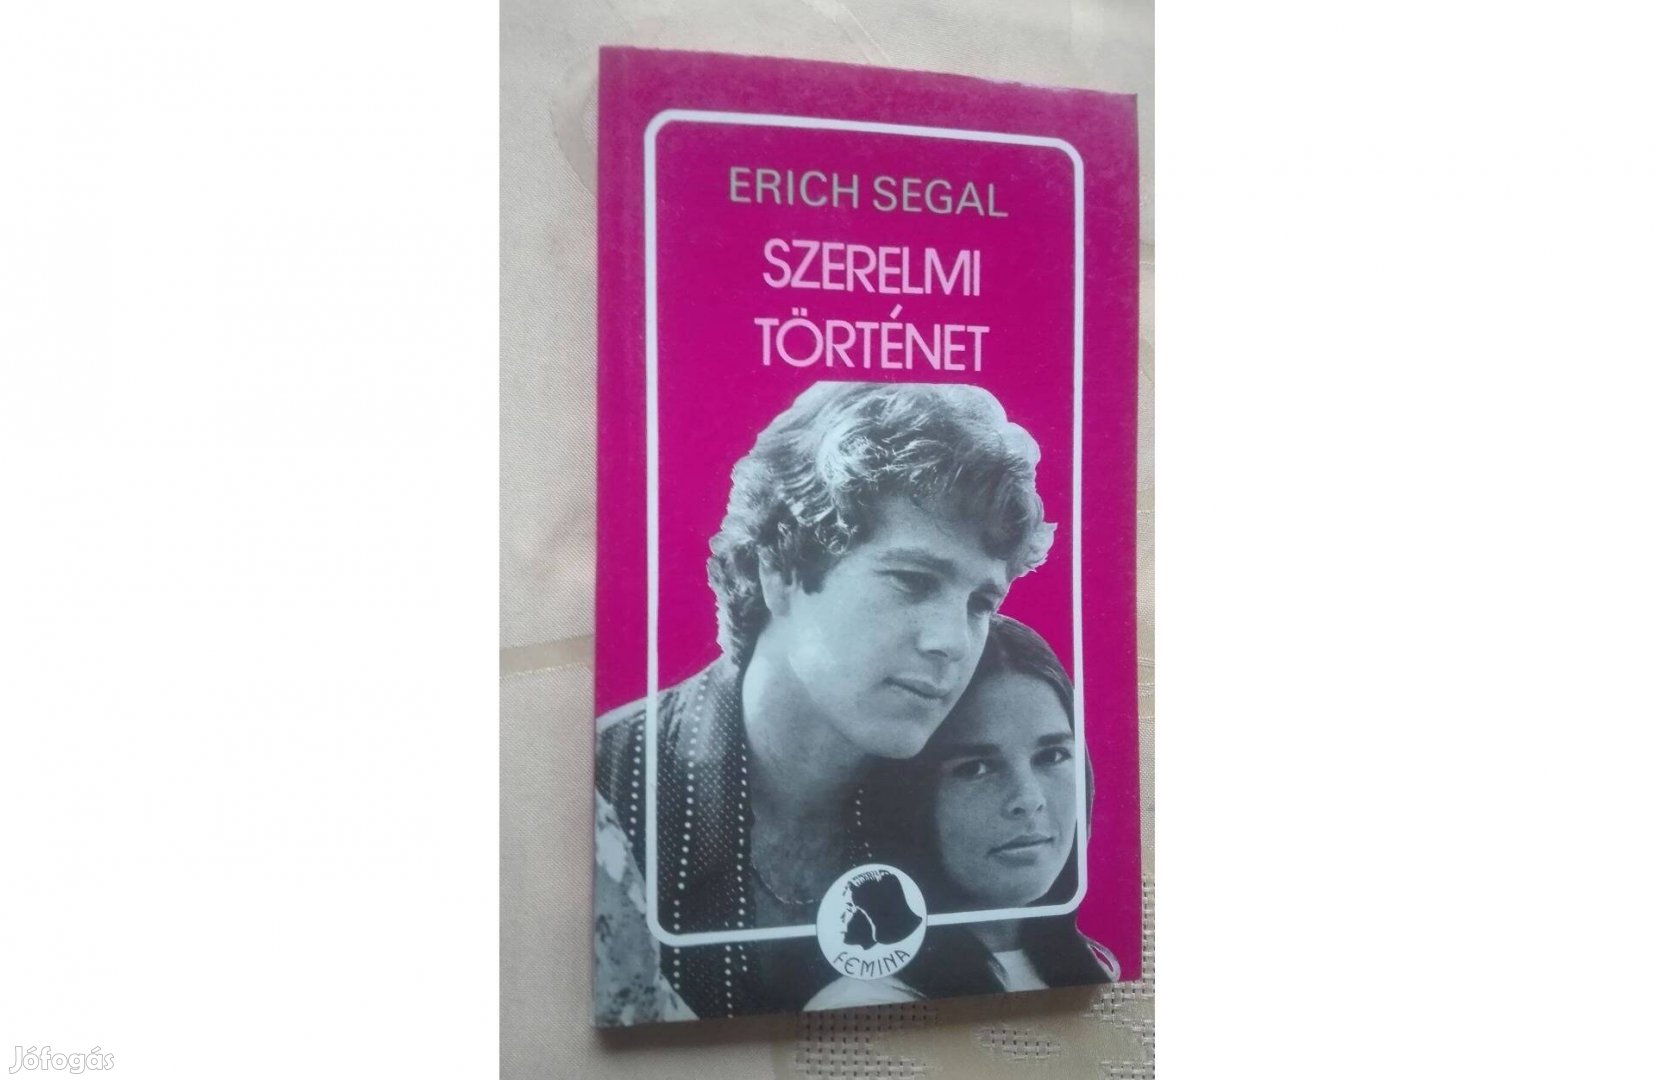 ERICH SEGAL
SZERELMI
TÖRTÉNET
FEMINA
Jófogás